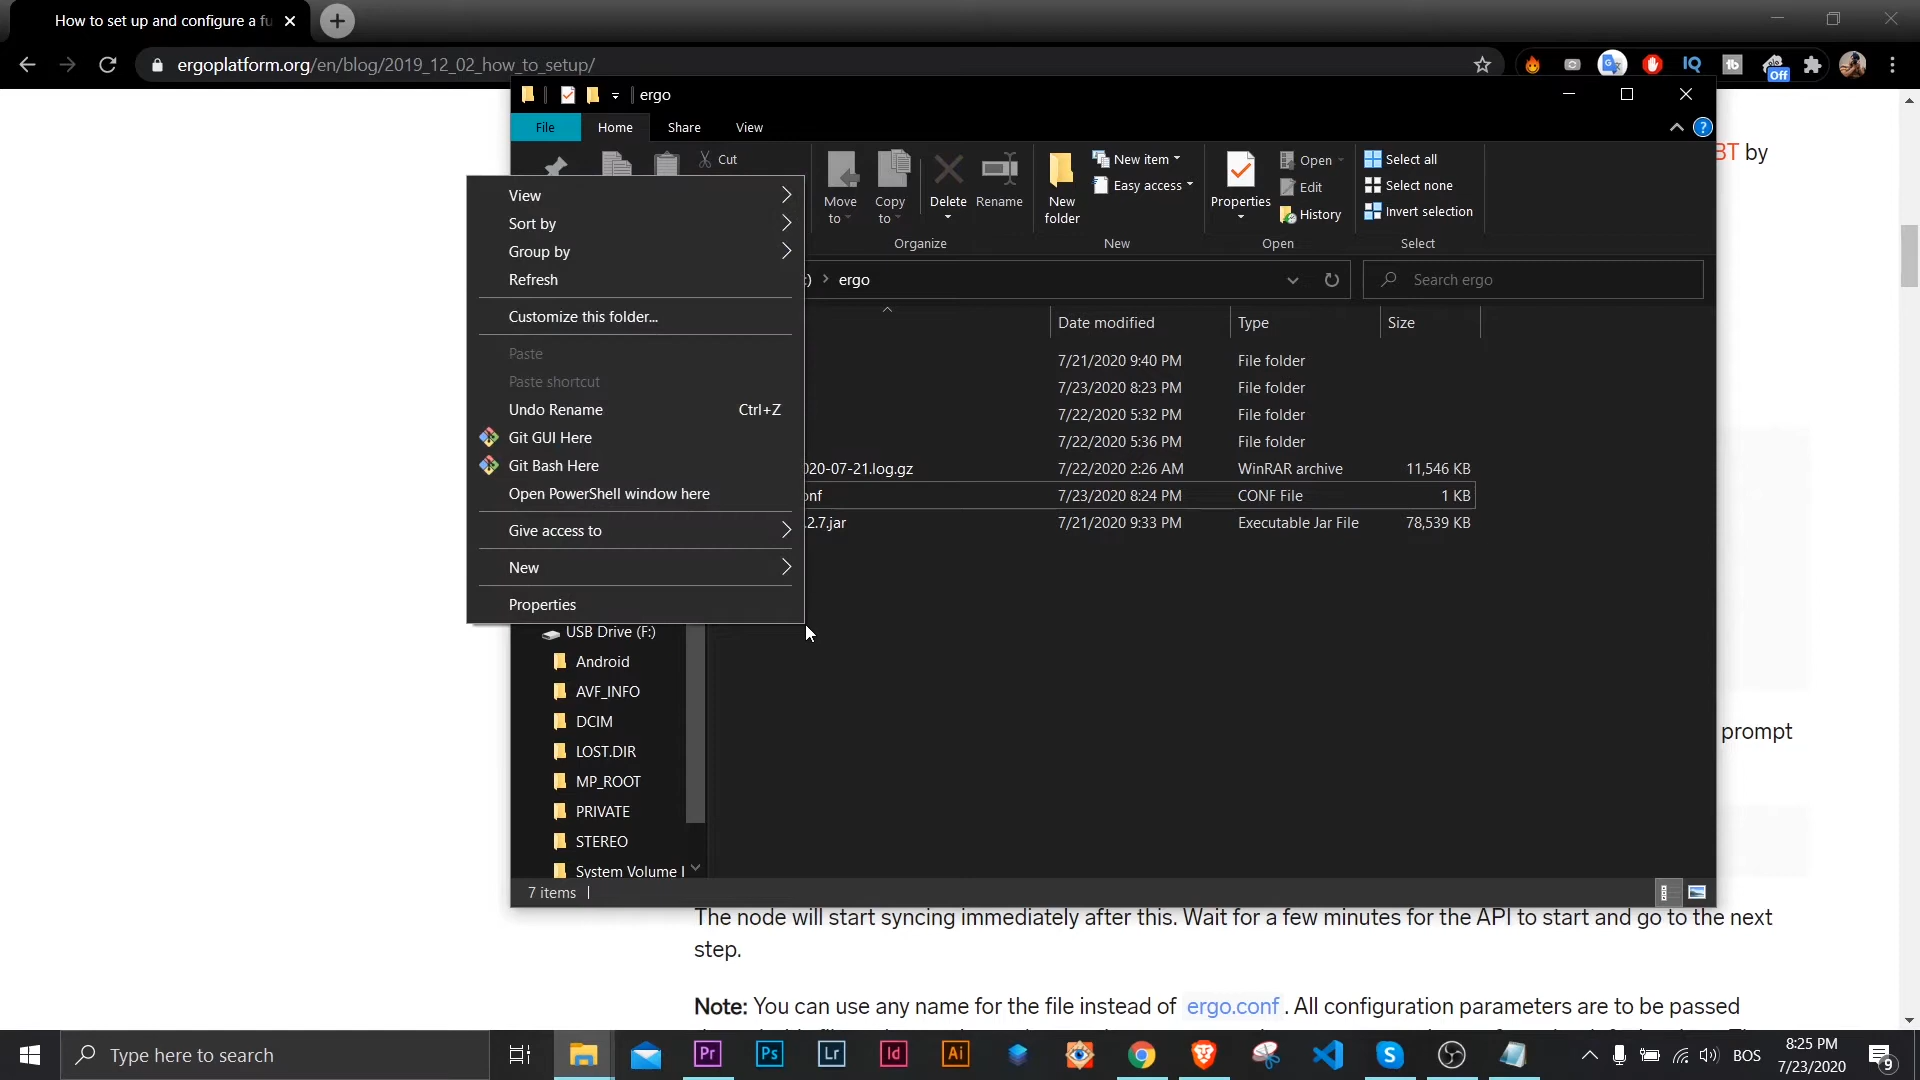 How to set up and configure a fu
ergoplatform.org/en/blog/2019_12_02_how_to_setup/
IQ
Off
ergo
File
Home
Share
View
Cut
Move to
Copy to
Delete
Rename
New folder
New item
Easy access
Properties
Open
Edit
History
Select all
Select none
Invert selection
Organize
New
Open
Select
BT by
ergo
Search ergo
Date modified
Type
Size
7/21/2020 9:40 PM File folder
7/23/2020 8:23 PM File folder
7/22/2020 5:32 PM File folder
7/22/2020 5:36 PM File folder
020-07-21.log.gz 7/22/2020 2:26 AM WinRAR archive 11,546 KB
onf 7/23/2020 8:24 PM CONF File 1 KB
.2.7.jar 7/21/2020 9:33 PM Executable Jar File 78,539 KB
View
Sort by
Group by
Refresh
Customize this folder...
Paste
Paste shortcut
Undo Rename Ctrl+Z
Git GUI Here
Git Bash Here
Open PowerShell window here
Give access to
New
Properties
USB Drive (F:)
Android
AVF_INFO
DCIM
LOST.DIR
MP_ROOT
PRIVATE
STEREO
System Volume I
7 items
prompt
The node will start syncing immediately after this. Wait for a few minutes for the API to start and go to the next
step.
Note: You can use any name for the file instead of ergo.conf. All configuration parameters are to be passed
Type here to search
Pr
Ps
Lr
Id
Ai
BOS
8:25 PM
7/23/2020
9